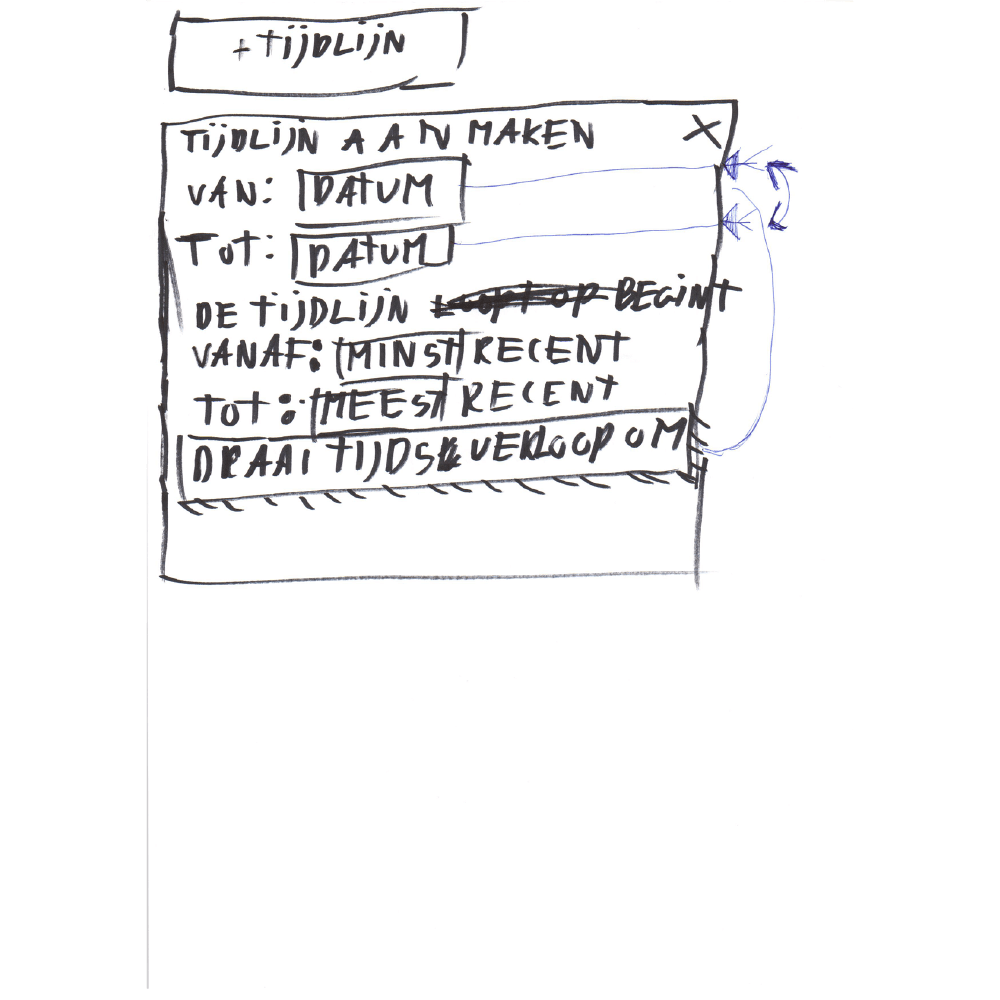 + TIJDLIJN
TIJDLIJN AAN MAKEN X
VAN: DATUM
TOT: DATUM
DE TIJDLIJN LOOPT OP BEGINT
VANAF: MINST RECENT
TOT: MEEST RECENT
DRAAI TIJDSVERLOOP OM